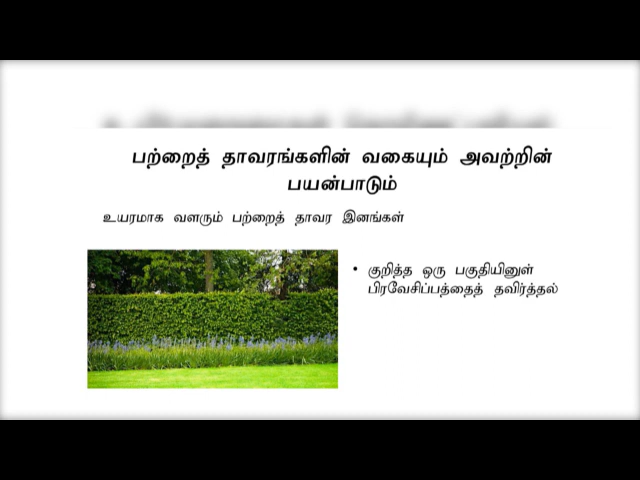 பற்றைத் தாவரங்களின் வகையும் அவற்றின்
பயன்பாடும்
உயரமாக வளரும் பற்றைத் தாவர இனங்கள்
• குறித்த ஒரு பகுதியினுள்
பிரவேசிப்பத்தைத் தவிர்த்தல்